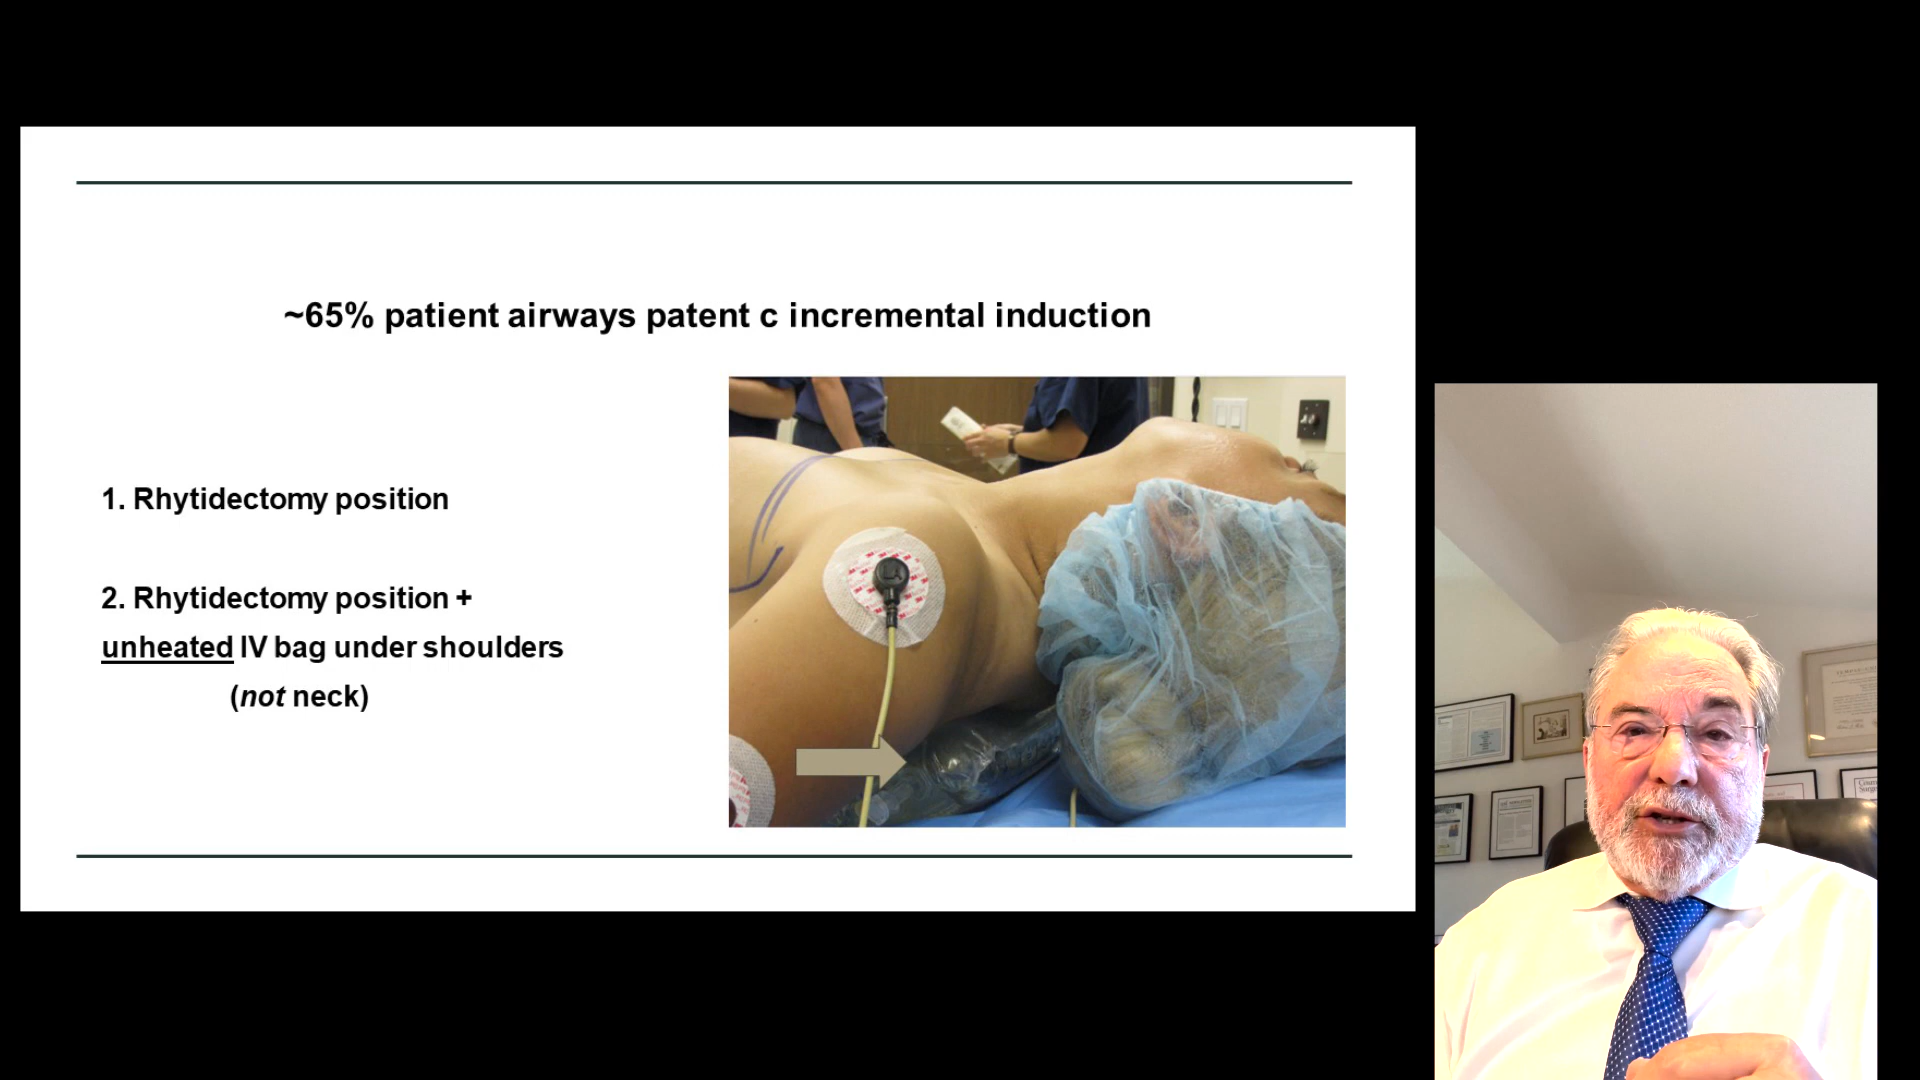 ~65% patient airways patent c incremental induction
1. Rhytidectomy position
2. Rhytidectomy position +
unheated IV bag under shoulders
(not neck)
LA